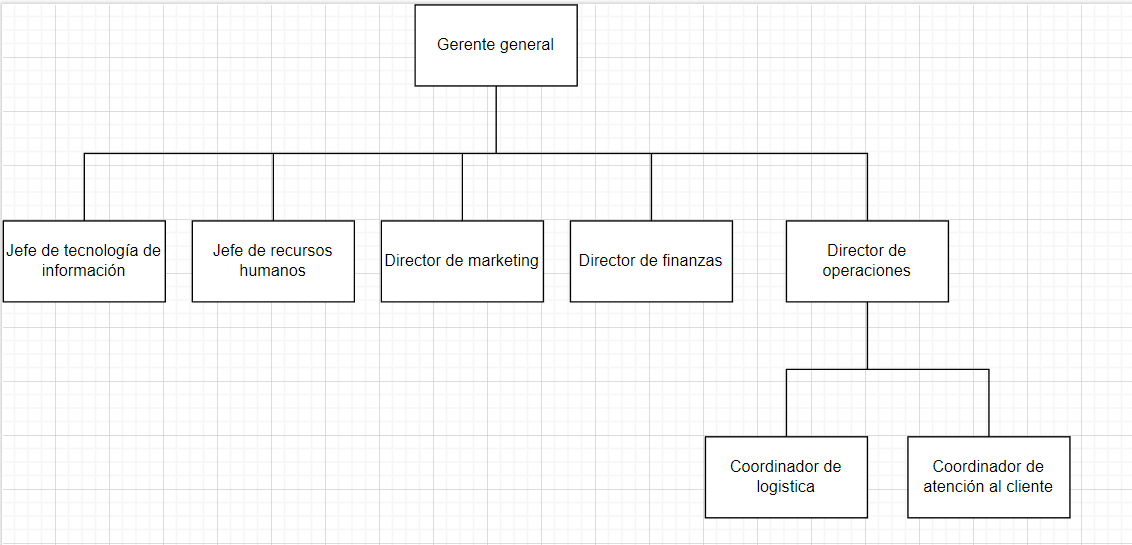 Gerente general
Jefe de tecnología de
información
Jefe de recursos
humanos
Director de marketing
Director de finanzas
Director de
operaciones
Coordinador de
logistica
Coordinador de
atención al cliente